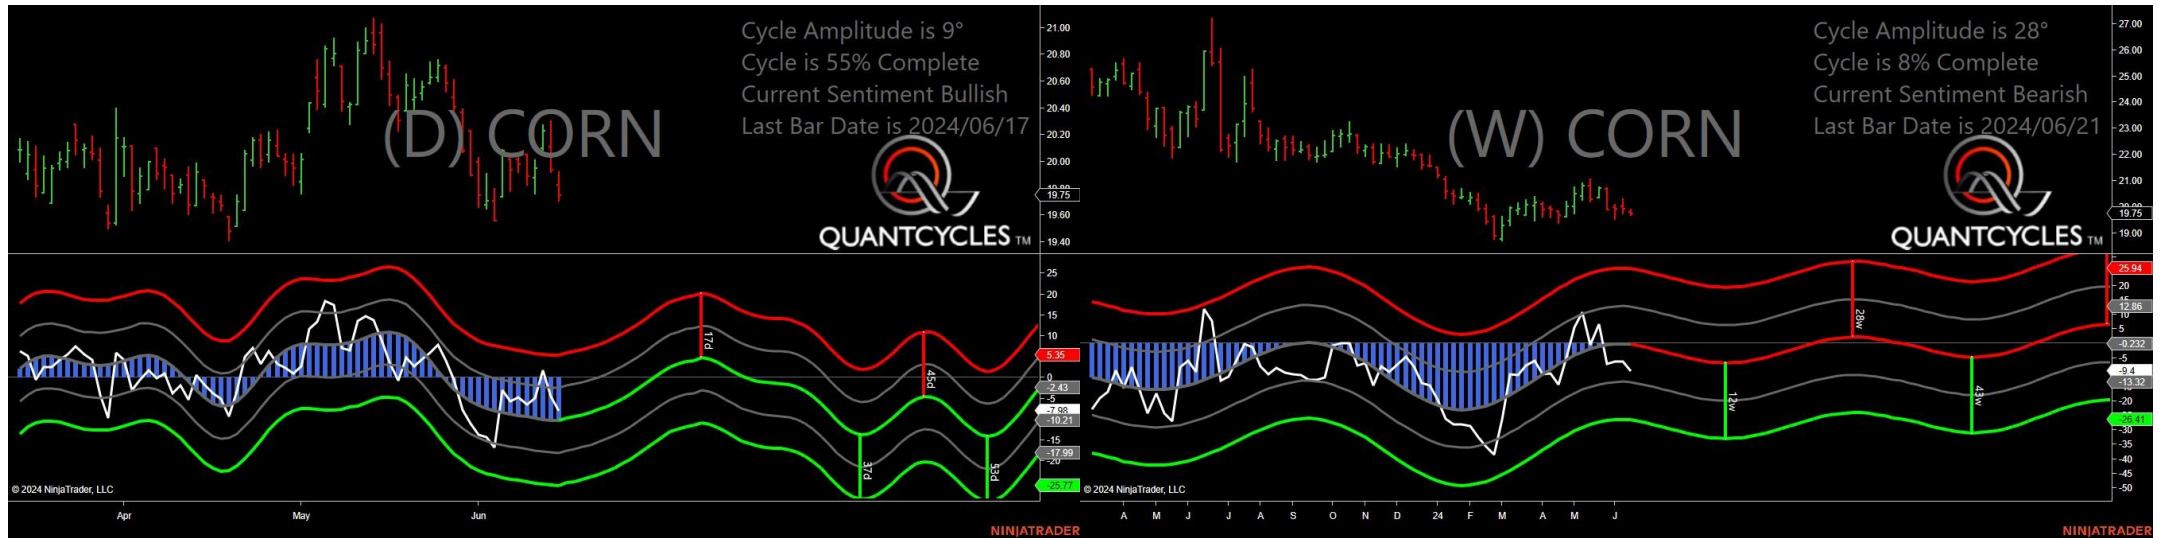 Cycle Amplitude is 9°
Cycle is 55% Complete
Current Sentiment Bullish
Last Bar Date is 2024/06/17
(D) CORN
QUANTCYCLES TM
21.00
20.80
20.60
20.40
20.20
20.00
19.75
19.60
19.40
25
20
15
10
5.35
0
-2.43
-5
-7.98
-10.21
-15
-17.99
-20
-25.77
17d
45d
37d
53d
© 2024 NinjaTrader, LLC
Apr
May
Jun
NINJATRADER
Cycle Amplitude is 28°
Cycle is 8% Complete
Current Sentiment Bearish
Last Bar Date is 2024/06/21
(W) CORN
QUANTCYCLES TM
27.00
26.00
25.00
24.00
23.00
22.00
21.00
20.00
19.75
19.00
25.94
20
12.86
10
5
-0.232
-5
-9.4
-13.32
-20
-26.41
-30
-35
-40
-45
-50
28w
12w
43w
© 2024 NinjaTrader, LLC
A M J J A S O N D 24 F M A M J
NINJATRADER